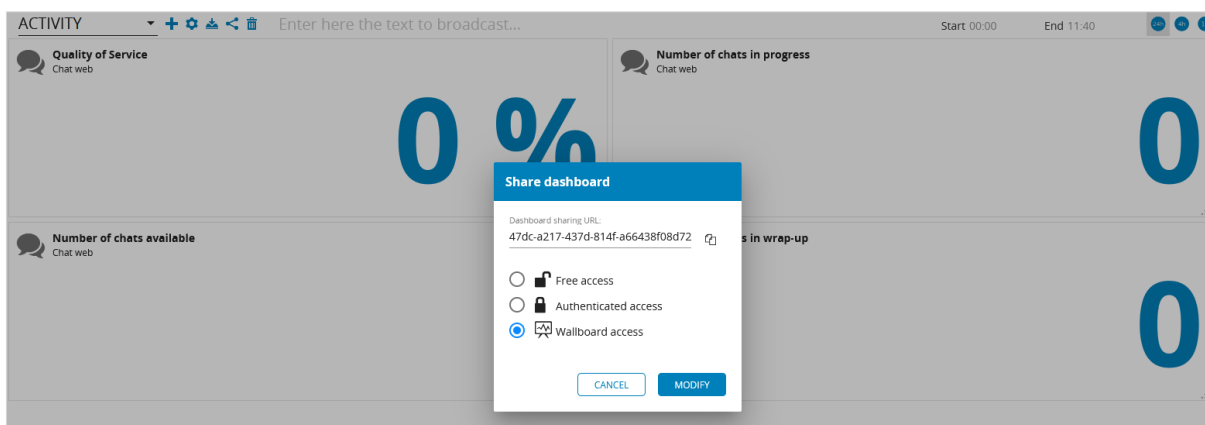 ACTIVITY
Enter here the text to broadcast...
Start 00:00
End 11:40
24h
4h
Quality of Service
Chat web
0 %
Number of chats in progress
Chat web
0
Number of chats available
Chat web
s in wrap-up
0
Share dashboard
Dashboard sharing URL:
47dc-a217-437d-814f-a66438f08d72
Free access
Authenticated access
Wallboard access
CANCEL
MODIFY